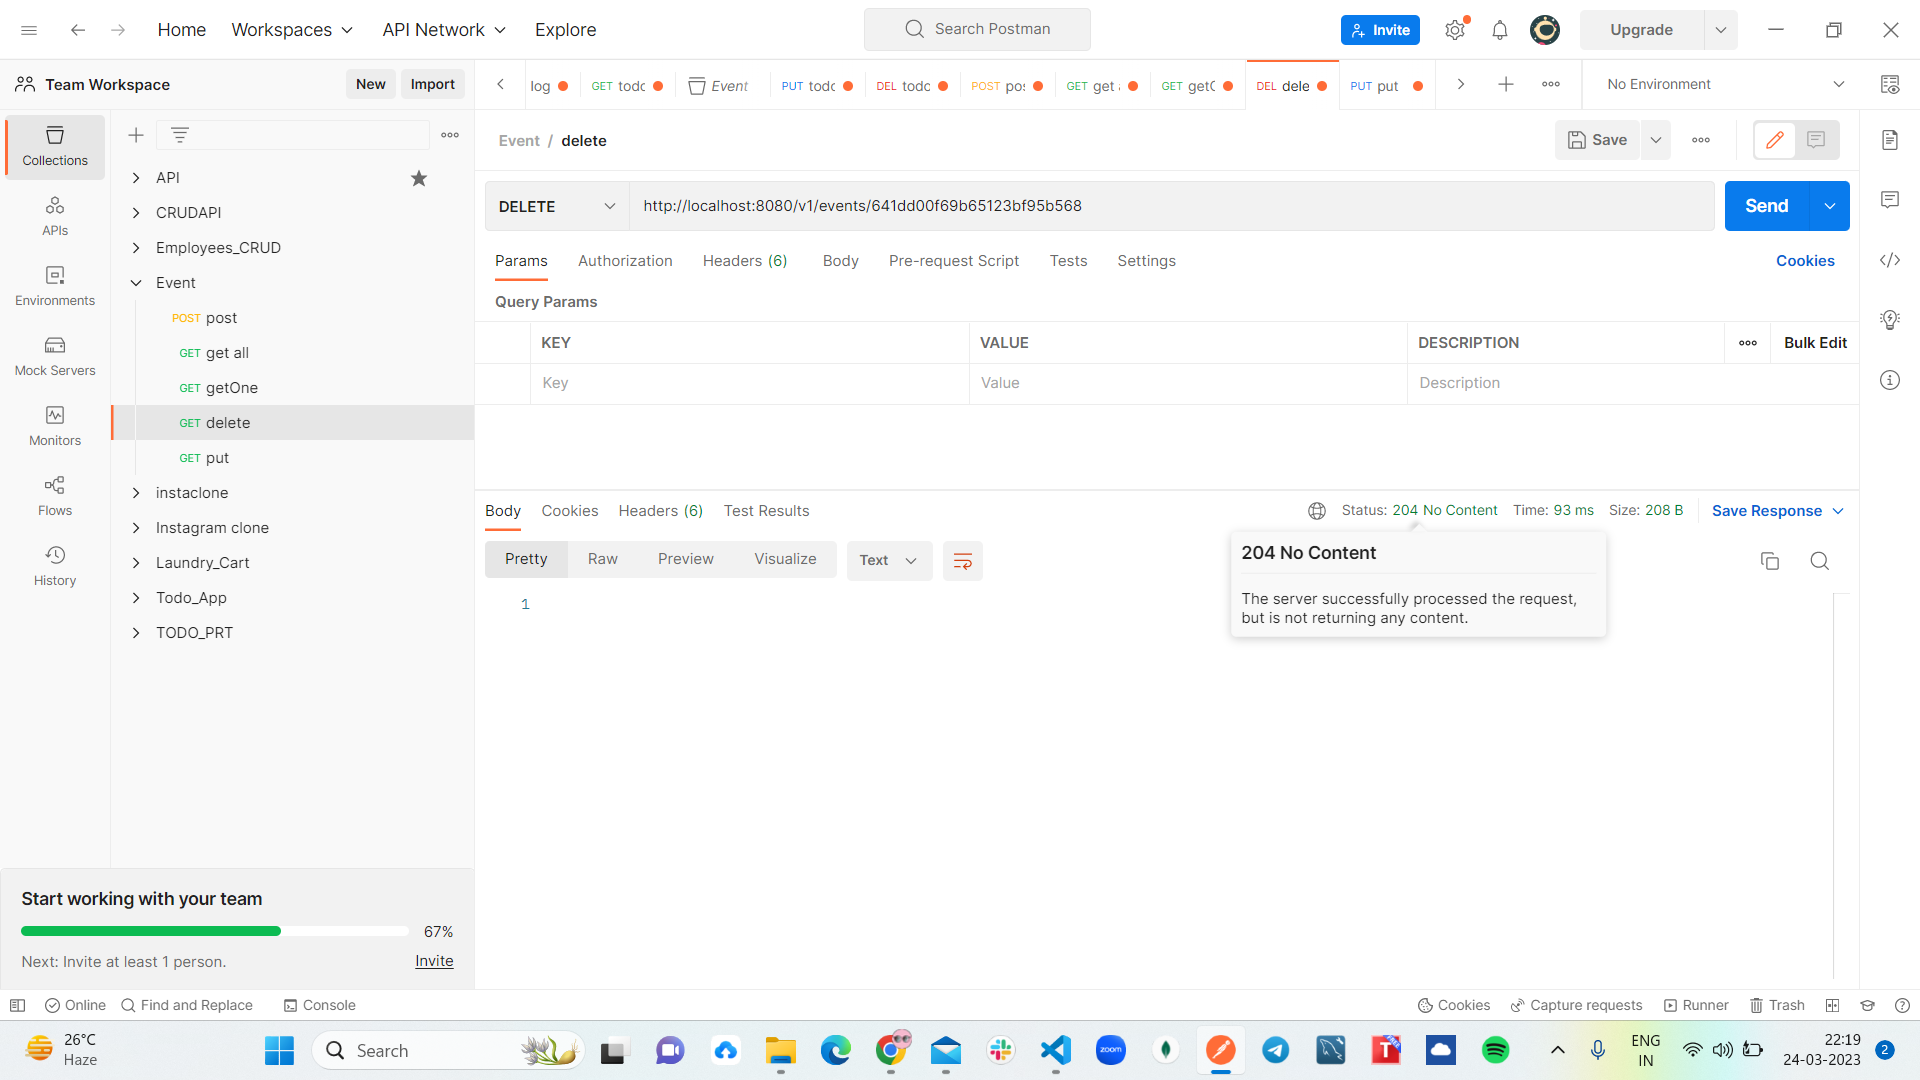 Home
Workspaces
API Network
Explore
Search Postman
Invite
Upgrade
Team Workspace
New
Import
log
GET todo
Event
PUT todo
DEL todo
POST pos
GET get
GET getO
DEL dele
PUT put
No Environment
Collections
APIs
Environments
Mock Servers
Monitors
Flows
History
API
CRUDAPI
Employees_CRUD
Event
POST post
GET get all
GET getOne
GET delete
GET put
instaclone
Instagram clone
Laundry_Cart
Todo_App
TODO_PRT
Start working with your team
67%
Next: Invite at least 1 person.
Invite
Event / delete
Save
DELETE
http://localhost:8080/v1/events/641dd00f69b65123bf95b568
Send
Params
Authorization
Headers (6)
Body
Pre-request Script
Tests
Settings
Cookies
Query Params
KEY
VALUE
DESCRIPTION
Bulk Edit
Key
Value
Description
Body
Cookies
Headers (6)
Test Results
Status: 204 No Content
Time: 93 ms
Size: 208 B
Save Response
Pretty
Raw
Preview
Visualize
Text
204 No Content
The server successfully processed the request,
but is not returning any content.
1
Online
Find and Replace
Console
Cookies
Capture requests
Runner
Trash
26°C
Haze
Search
zoom
T
FREE
ENG
IN
22:19
24-03-2023
2